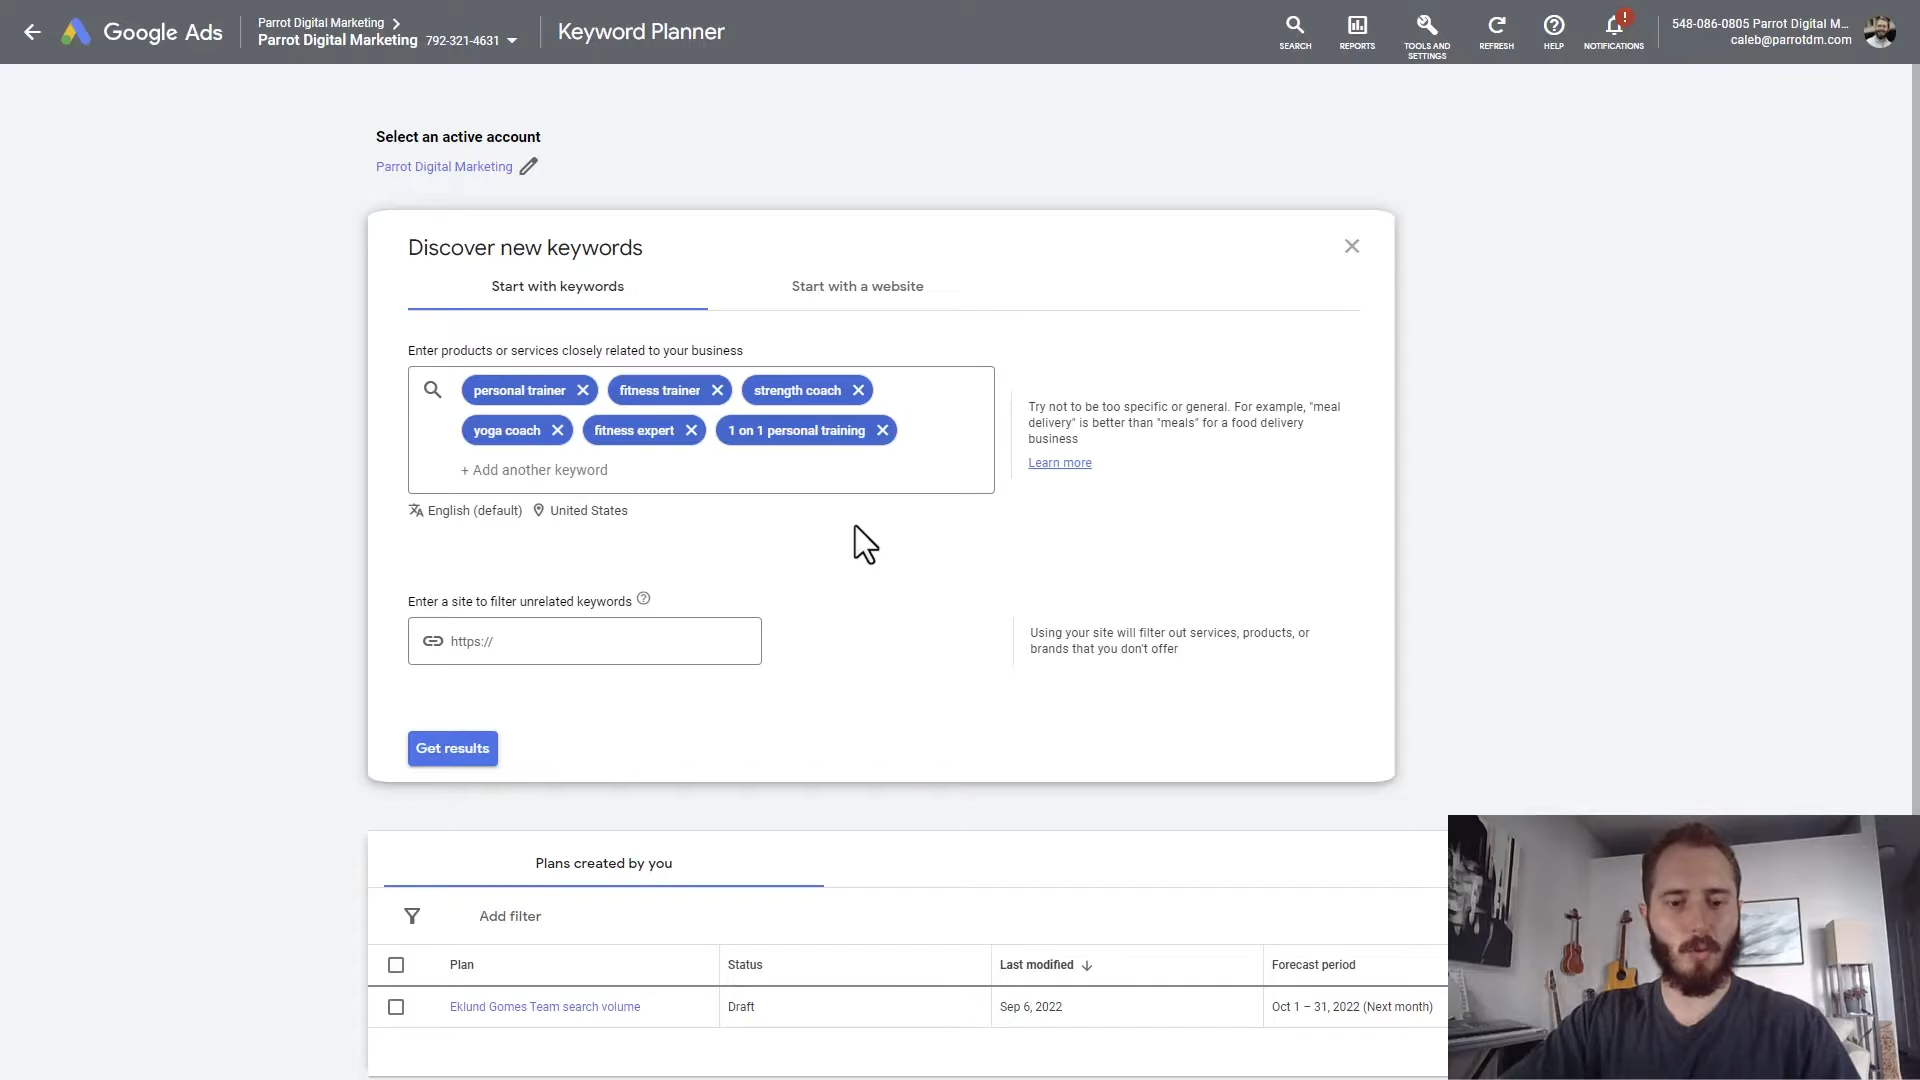 Google Ads
Parrot Digital Marketing
Parrot Digital Marketing 792-321-4631
Keyword Planner
SEARCH
REPORTS
TOOLS AND
SETTINGS
REFRESH
HELP
!
NOTIFICATIONS
548-086-0805 Parrot Digital M...
caleb@parrotdm.com
Select an active account
Parrot Digital Marketing
Discover new keywords
Start with keywords
Start with a website
Enter products or services closely related to your business
personal trainer
fitness trainer
strength coach
yoga coach
fitness expert
1 on 1 personal training
+ Add another keyword
Try not to be too specific or general. For example, "meal
delivery" is better than "meals" for a food delivery
business
Learn more
English (default)
United States
Enter a site to filter unrelated keywords
https://
Using your site will filter out services, products, or
brands that you don't offer
Get results
Plans created by you
Add filter
Plan
Status
Last modified
Forecast period
Eklund Gomes Team search volume
Draft
Sep 6, 2022
Oct 1 – 31, 2022 (Next month)